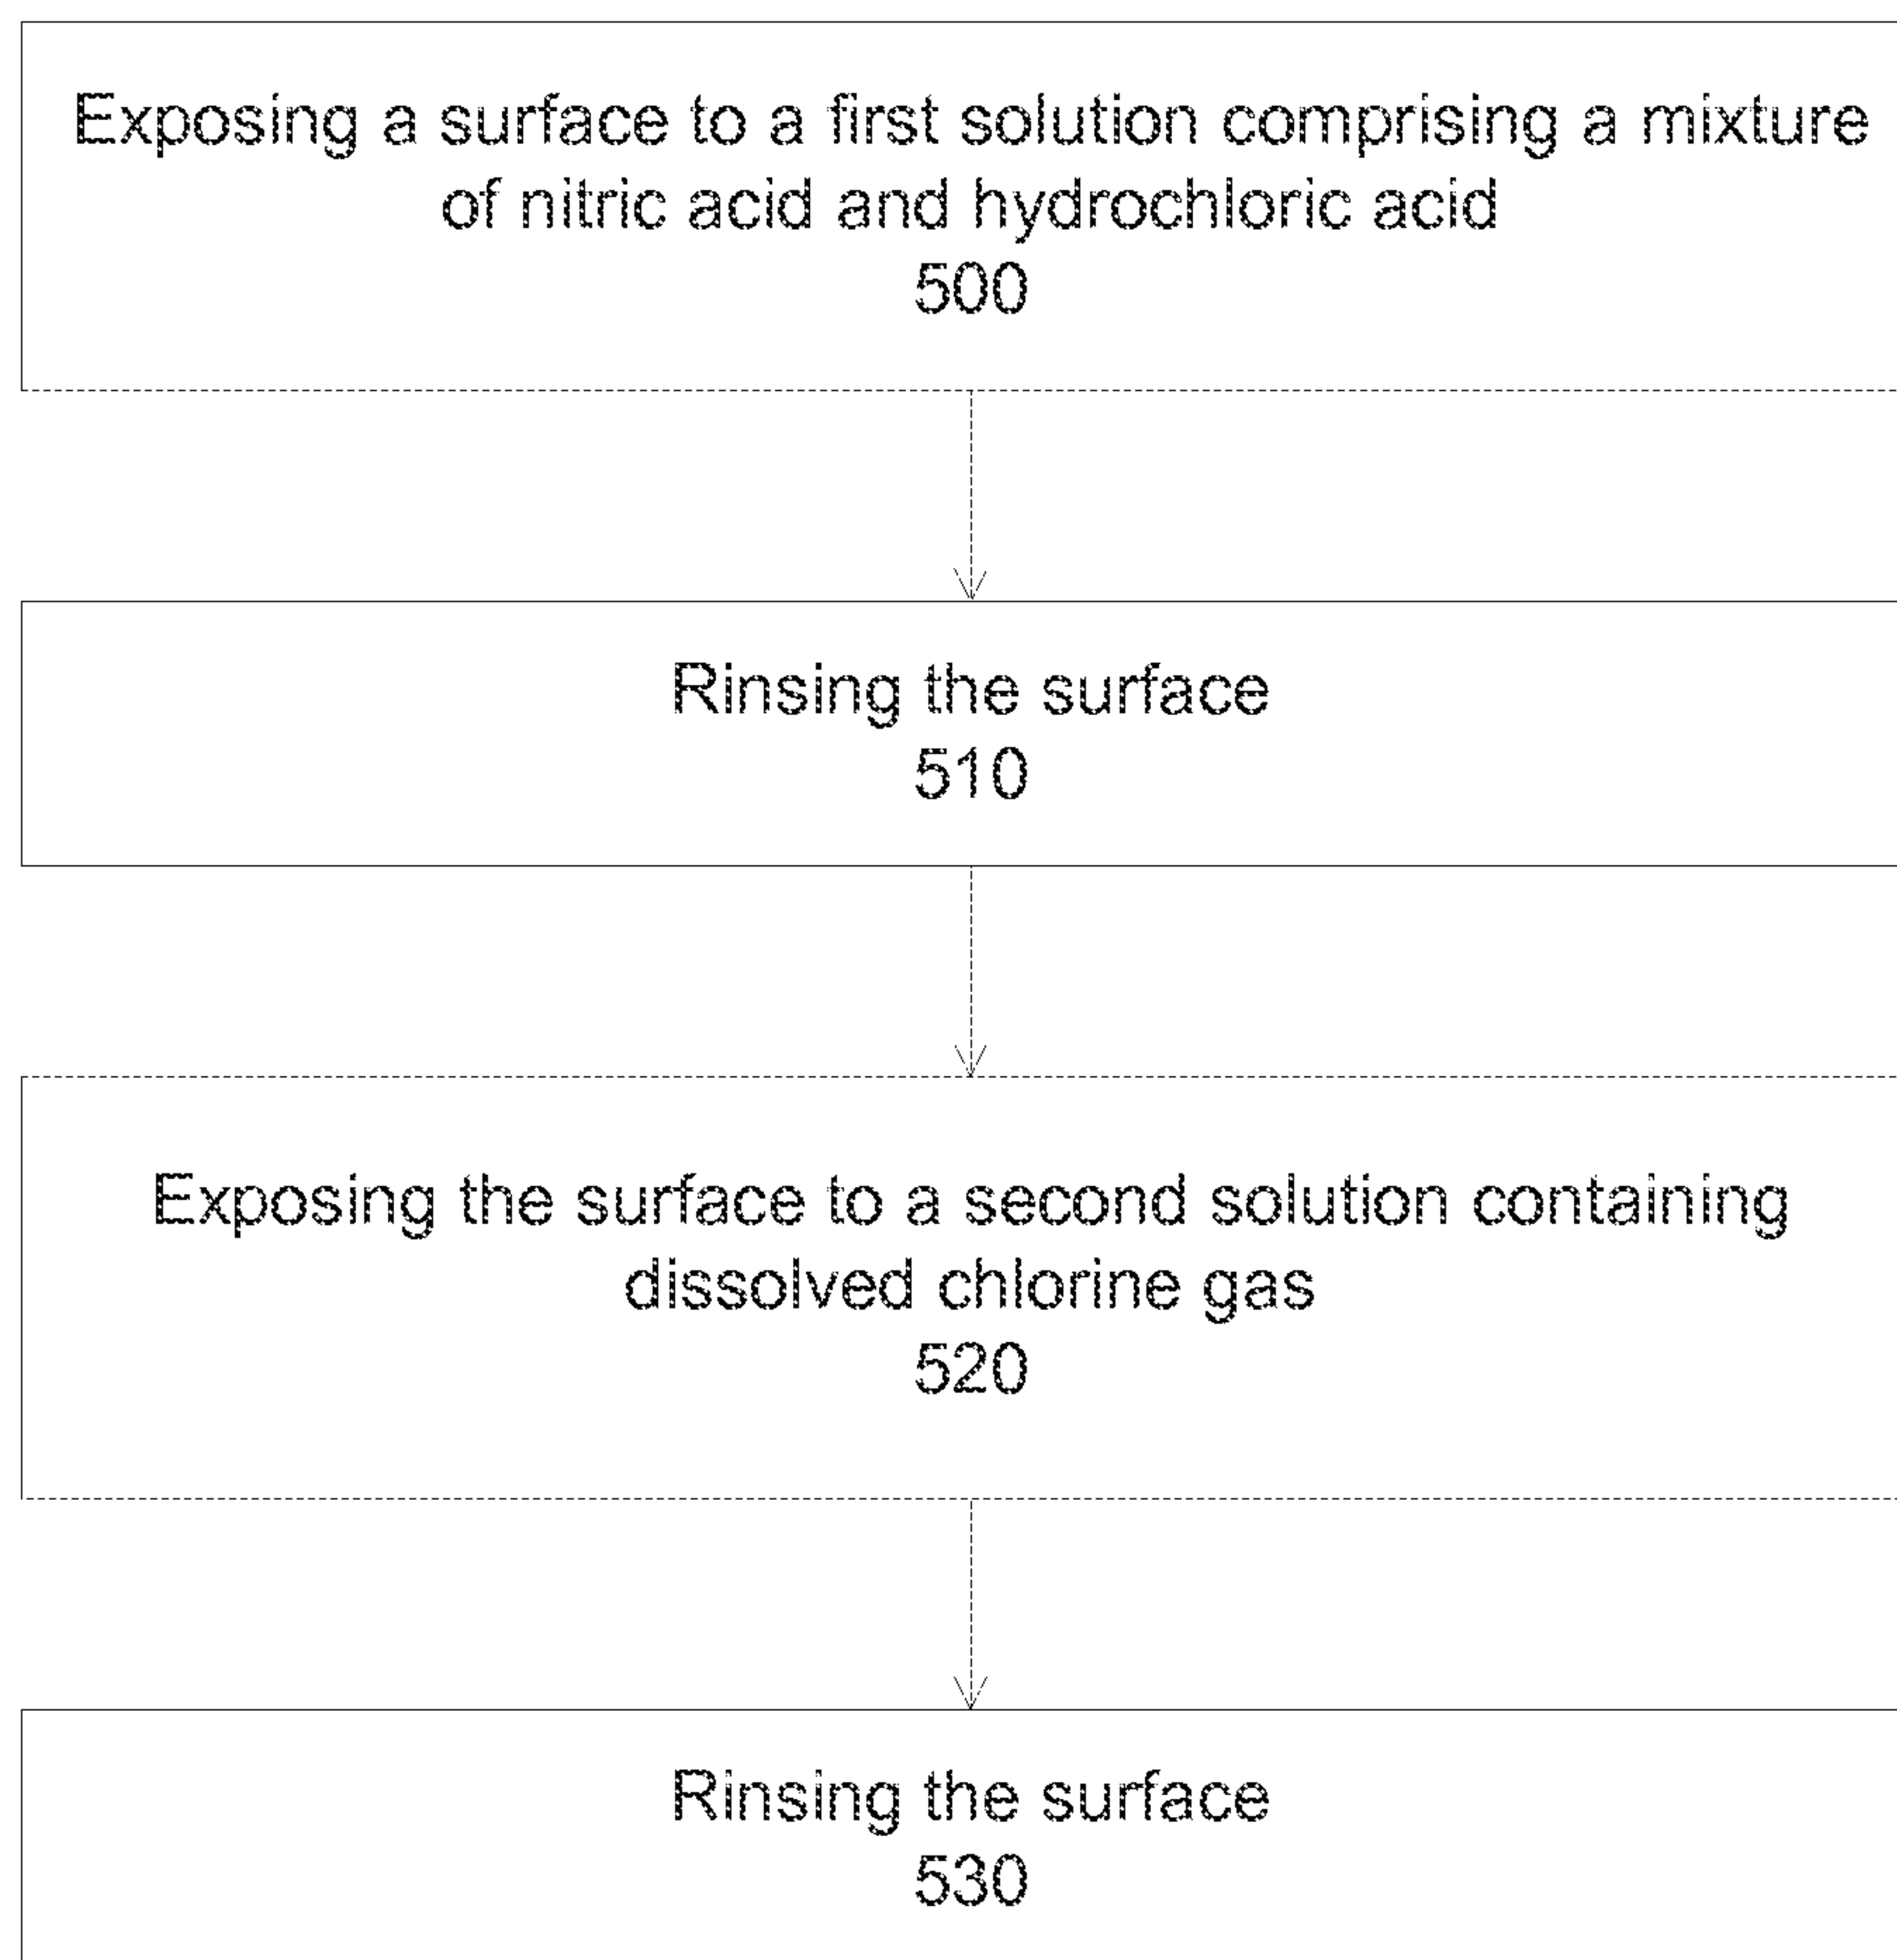 Exposing a surface to a first solution comprising a mixture
of nitric acid and hydrochloric acid
500
Rinsing the surface
510
Exposing the surface to a second solution containing
dissolved chlorine gas
520
Rinsing the surface
530